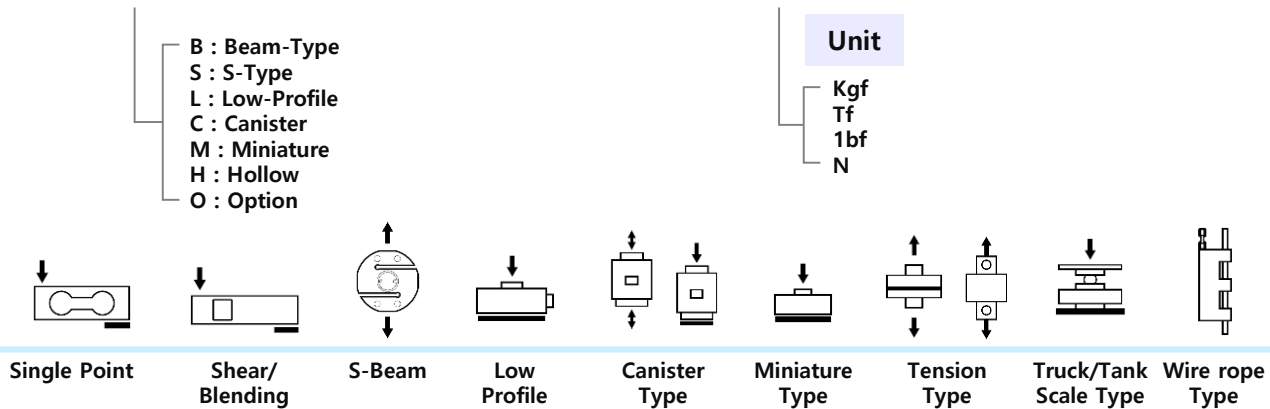 B : Beam-Type
S : S-Type
L : Low-Profile
C : Canister
M : Miniature
H : Hollow
O : Option
Unit
Kgf
Tf
1bf
N
Single Point
Shear/
Blending
S-Beam
Low
Profile
Canister
Type
Miniature
Type
Tension
Type
Truck/Tank
Scale Type
Wire rope
Type